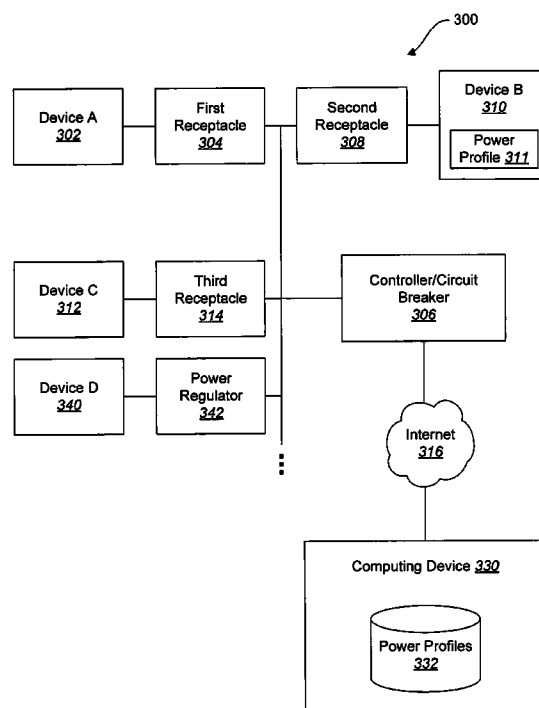 300
Device A
302
First
Receptacle
304
Second
Receptacle
308
Device B
310
Power
Profile 311
Device C
312
Third
Receptacle
314
Controller/Circuit
Breaker
306
Device D
340
Power
Regulator
342
Internet
316
Computing Device 330
Power Profiles
332